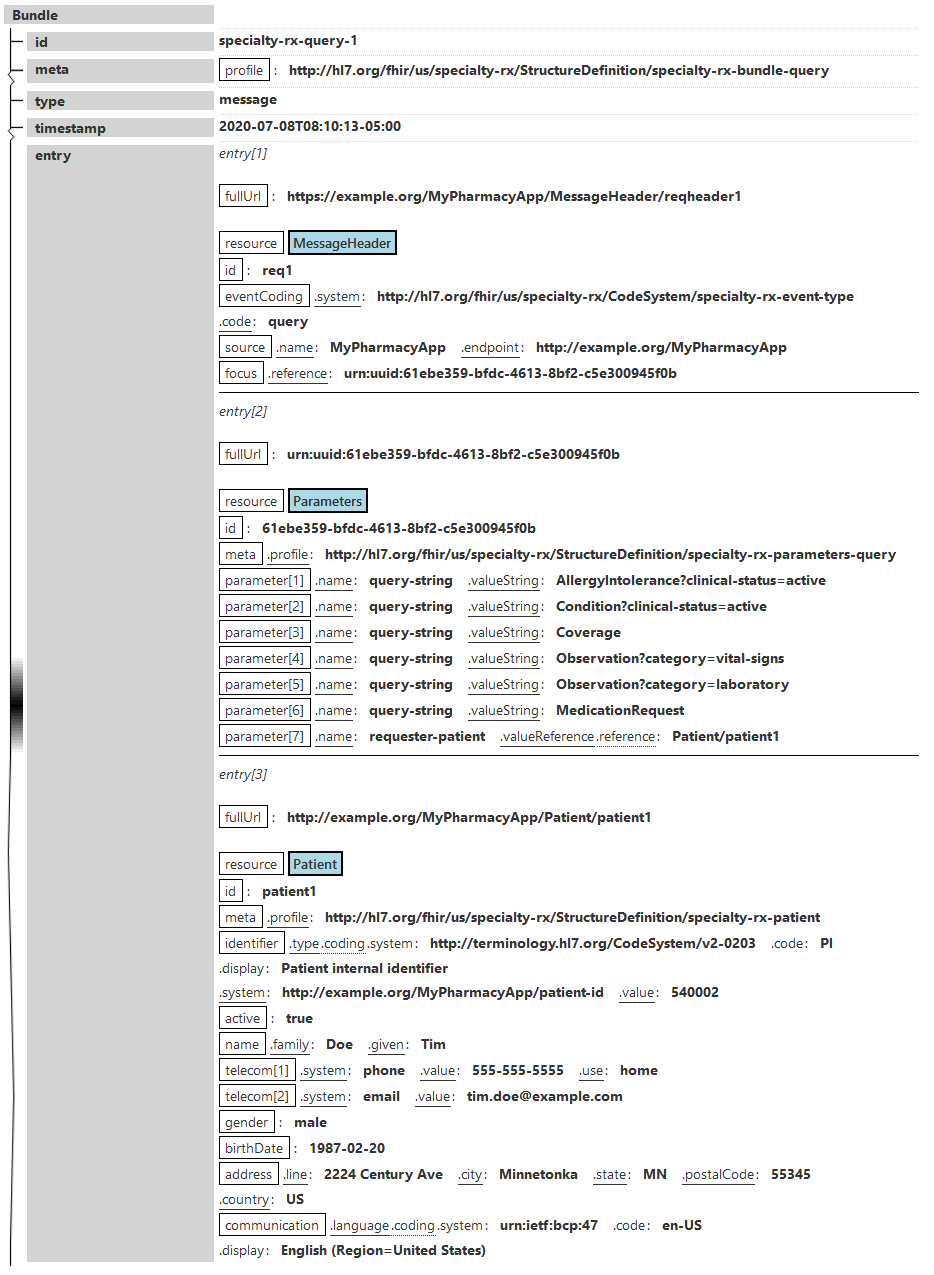 Bundle
id specialty-rx-query-1
meta profile : http://hl7.org/fhir/us/specialty-rx/StructureDefinition/specialty-rx-bundle-query
type message
timestamp 2020-07-08T08:10:13-05:00
entry entry[1]
fullUrl : https://example.org/MyPharmacyApp/MessageHeader/reqheader1
resource MessageHeader
id : req1
eventCoding .system: http://hl7.org/fhir/us/specialty-rx/CodeSystem/specialty-rx-event-type
.code: query
source .name: MyPharmacyApp .endpoint: http://example.org/MyPharmacyApp
focus .reference: urn:uuid:61ebe359-bfdc-4613-8bf2-c5e300945f0b
entry[2]
fullUrl : urn:uuid:61ebe359-bfdc-4613-8bf2-c5e300945f0b
resource Parameters
id : 61ebe359-bfdc-4613-8bf2-c5e300945f0b
meta .profile: http://hl7.org/fhir/us/specialty-rx/StructureDefinition/specialty-rx-parameters-query
parameter[1] .name: query-string .valueString: AllergyIntolerance?clinical-status=active
parameter[2] .name: query-string .valueString: Condition?clinical-status=active
parameter[3] .name: query-string .valueString: Coverage
parameter[4] .name: query-string .valueString: Observation?category=vital-signs
parameter[5] .name: query-string .valueString: Observation?category=laboratory
parameter[6] .name: query-string .valueString: MedicationRequest
parameter[7] .name: requester-patient .valueReference.reference: Patient/patient1
entry[3]
fullUrl : http://example.org/MyPharmacyApp/Patient/patient1
resource Patient
id : patient1
meta .profile: http://hl7.org/fhir/us/specialty-rx/StructureDefinition/specialty-rx-patient
identifier .type.coding.system: http://terminology.hl7.org/CodeSystem/v2-0203 .code: PI
.display: Patient internal identifier
.system: http://example.org/MyPharmacyApp/patient-id .value: 540002
active : true
name .family: Doe .given: Tim
telecom[1] .system: phone .value: 555-555-5555 .use: home
telecom[2] .system: email .value: tim.doe@example.com
gender : male
birthDate : 1987-02-20
address .line: 2224 Century Ave .city: Minnetonka .state: MN .postalCode: 55345
.country: US
communication .language.coding.system: urn:ietf:bcp:47 .code: en-US
.display: English (Region=United States)